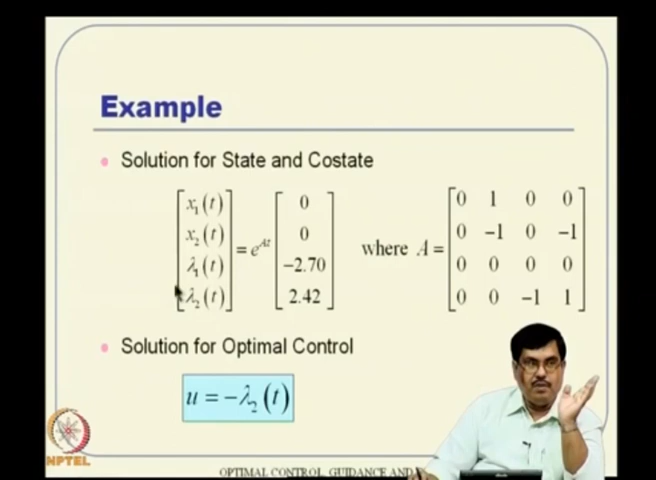 Example
Solution for State and Costate
[x₁(t) x₂(t) λ₁(t) λ₂(t)] = e^{At} [0 0 −2.70 2.42] where A = [0 1 0 0; 0 −1 0 −1; 0 0 0 0; 0 0 −1 1]
Solution for Optimal Control
u = −λ₂(t)
NPTEL
OPTIMAL CONTROL, GUIDANCE AND